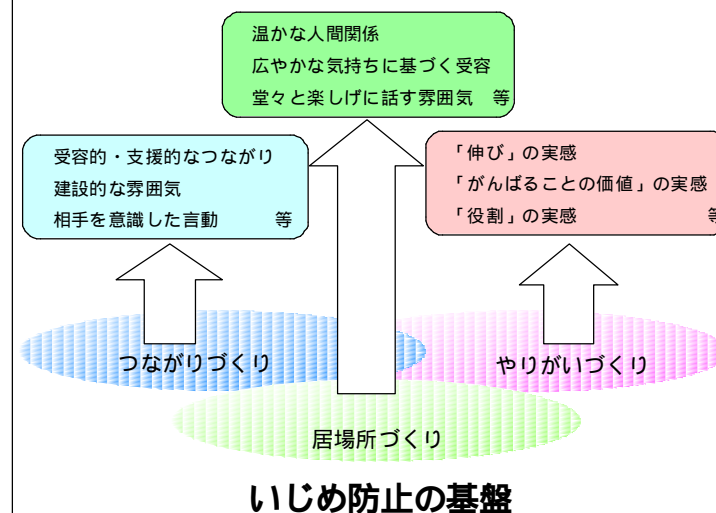 温かな人間関係
広やかな気持ちに基づく受容
堂々と楽しげに話す雰囲気　等
受容的・支援的なつながり
建設的な雰囲気
相手を意識した言動　　　等
「伸び」の実感
「がんばることの価値」の実感
「役割」の実感　　　　　　等
つながりづくり
やりがいづくり
居場所づくり
いじめ防止の基盤